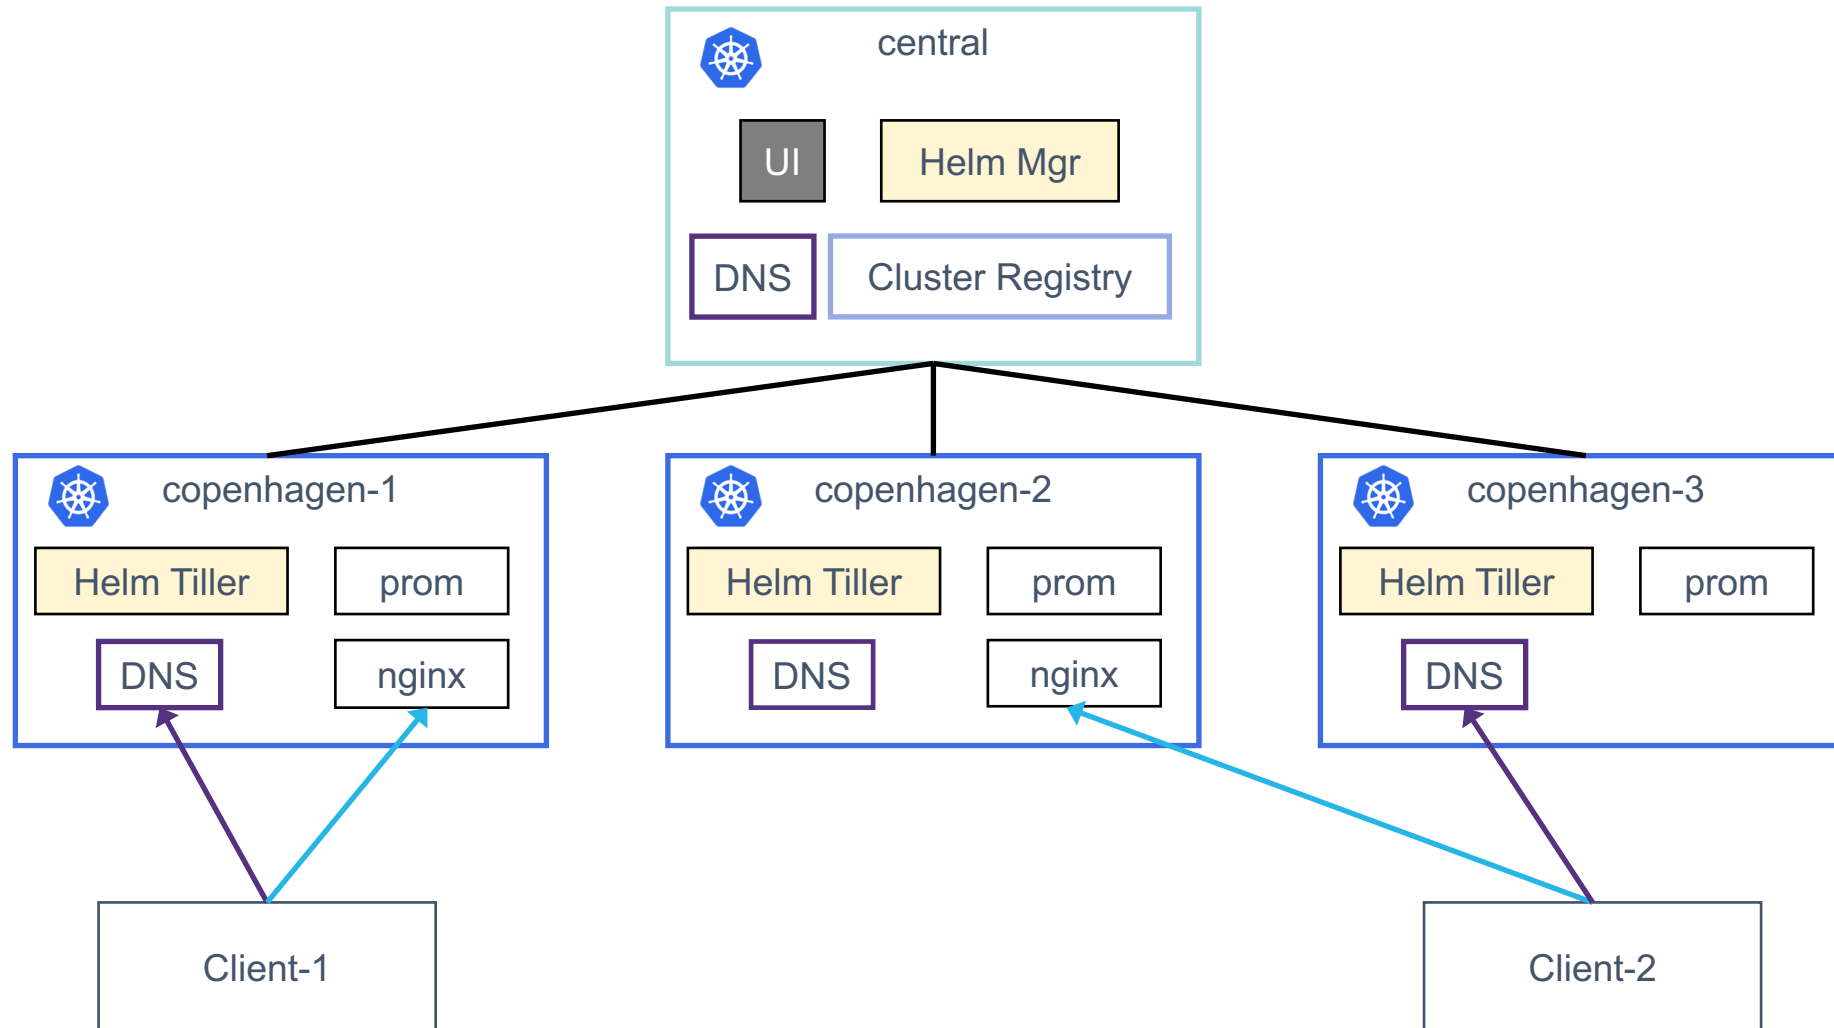 central
UI
Helm Mgr
DNS
Cluster Registry
copenhagen-1
Helm Tiller
prom
DNS
nginx
copenhagen-2
Helm Tiller
prom
DNS
nginx
copenhagen-3
Helm Tiller
prom
DNS
Client-1
Client-2